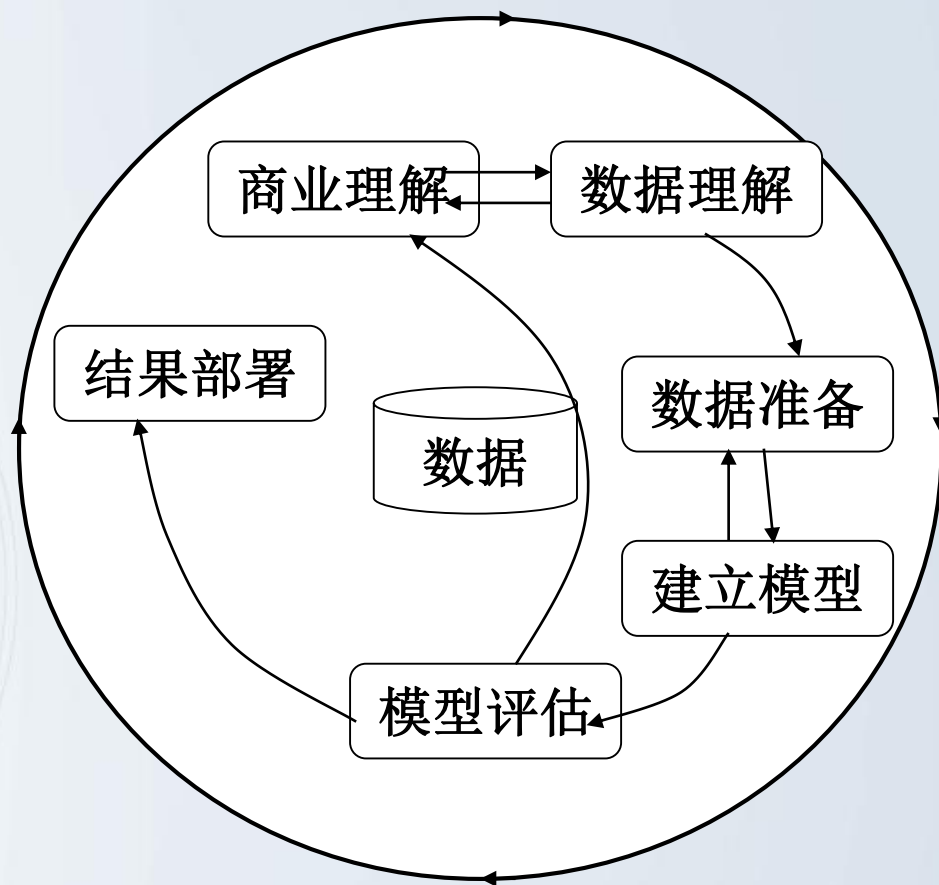 商业理解
数据理解
结果部署
数据准备
数据
建立模型
模型评估